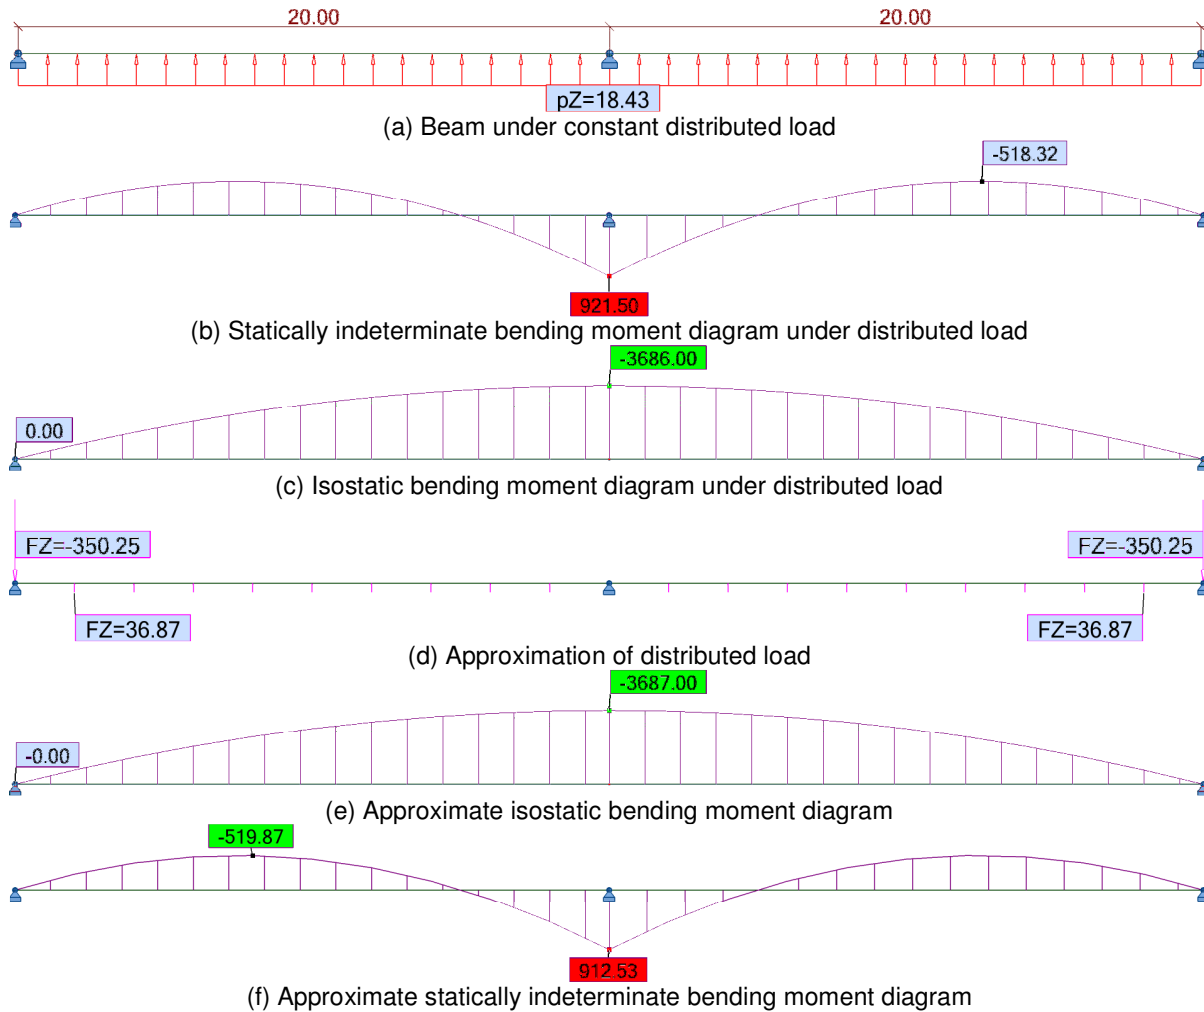 20.00 20.00
pZ=18.43
(a) Beam under constant distributed load
-518.32
921.50
(b) Statically indeterminate bending moment diagram under distributed load
-3686.00
0.00
(c) Isostatic bending moment diagram under distributed load
FZ=-350.25 FZ=-350.25
FZ=36.87 FZ=36.87
(d) Approximation of distributed load
-3687.00
-0.00
(e) Approximate isostatic bending moment diagram
-519.87
912.53
(f) Approximate statically indeterminate bending moment diagram